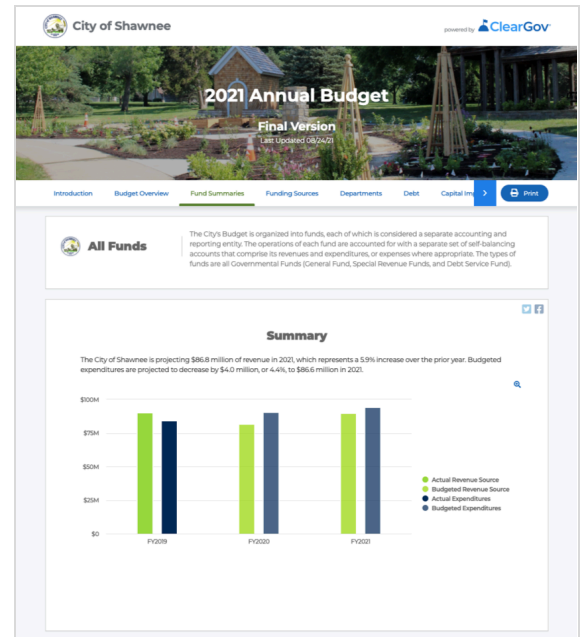 City of Shawnee
powered by ClearGov
2021 Annual Budget
Final Version
Last Updated 08/24/21
Introduction Budget Overview Fund Summaries Funding Sources Departments Debt Capital Imp > Print
All Funds
The City's Budget is organized into funds, each of which is considered a separate accounting and
reporting entity. The operations of each fund are accounted for with a separate set of self-balancing
accounts that comprise its revenues and expenditures, or expenses where appropriate. The types of
funds are all Governmental Funds (General Fund, Special Revenue Funds, and Debt Service Fund).
Summary
The City of Shawnee is projecting $86.8 million of revenue in 2021, which represents a 5.9% increase over the prior year. Budgeted
expenditures are projected to decrease by $4.0 million, or 4.4%, to $86.6 million in 2021.
$100M
$75M
$50M
$25M
$0
FY2019 FY2020 FY2021
Actual Revenue Source
Budgeted Revenue Source
Actual Expenditures
Budgeted Expenditures